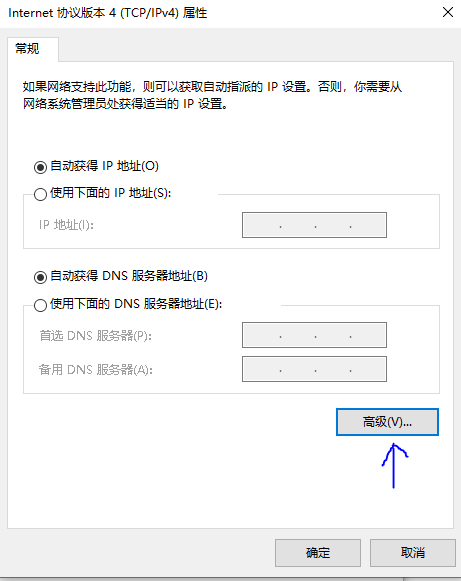 Internet 协议版本 4 (TCP/IPv4) 属性
常规
如果网络支持此功能，则可以获取自动指派的 IP 设置。否则，你需要从
网络系统管理员处获得适当的 IP 设置。
自动获得 IP 地址(O)
使用下面的 IP 地址(S):
IP 地址(I):
自动获得 DNS 服务器地址(B)
使用下面的 DNS 服务器地址(E):
首选 DNS 服务器(P):
备用 DNS 服务器(A):
高级(V)...
确定
取消